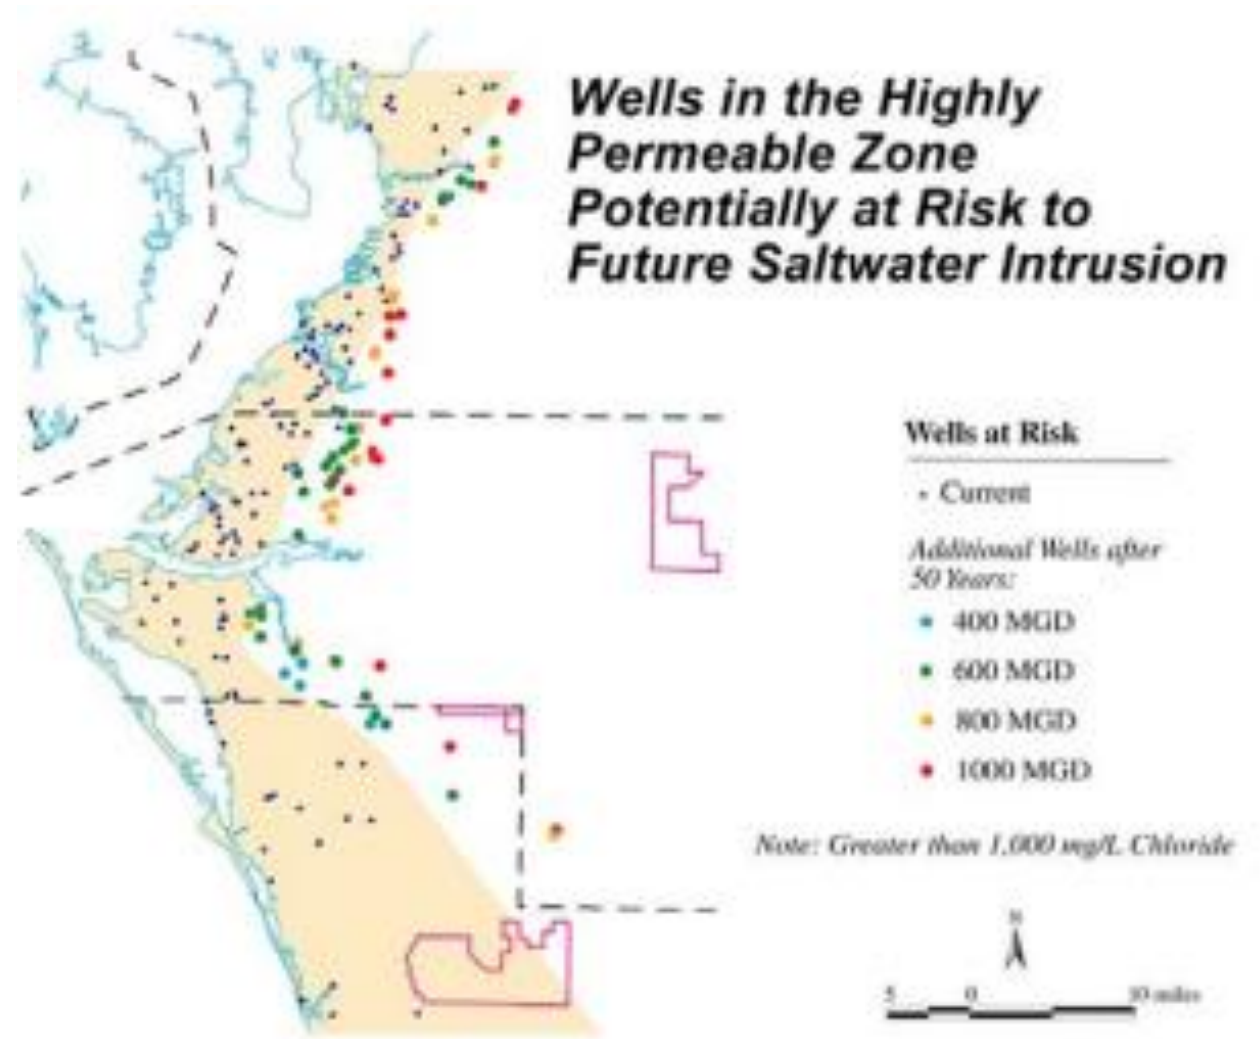 Wells in the Highly
Permeable Zone
Potentially at Risk to
Future Saltwater Intrusion
Wells at Risk
Current
Additional Wells after
50 Years:
400 MGD
600 MGD
800 MGD
1000 MGD
Note: Greater than 1,000 mg/L Chloride
N
5 0 10 miles